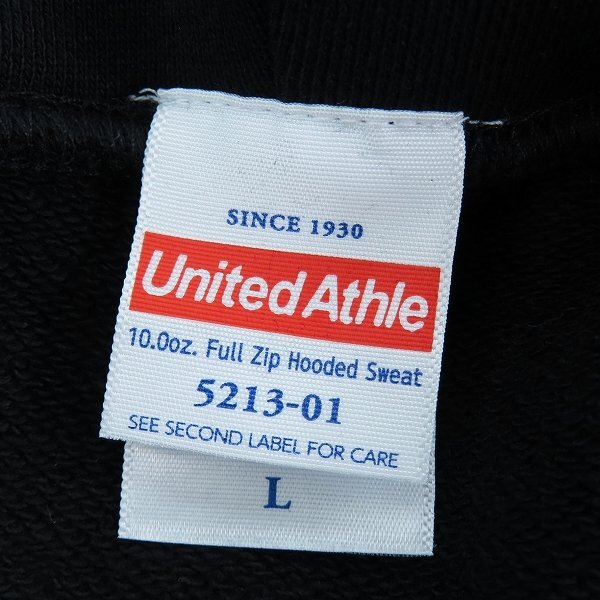 SINCE 1930
United Athle
10.0oz. Full Zip Hooded Sweat
5213-01
SEE SECOND LABEL FOR CARE
L